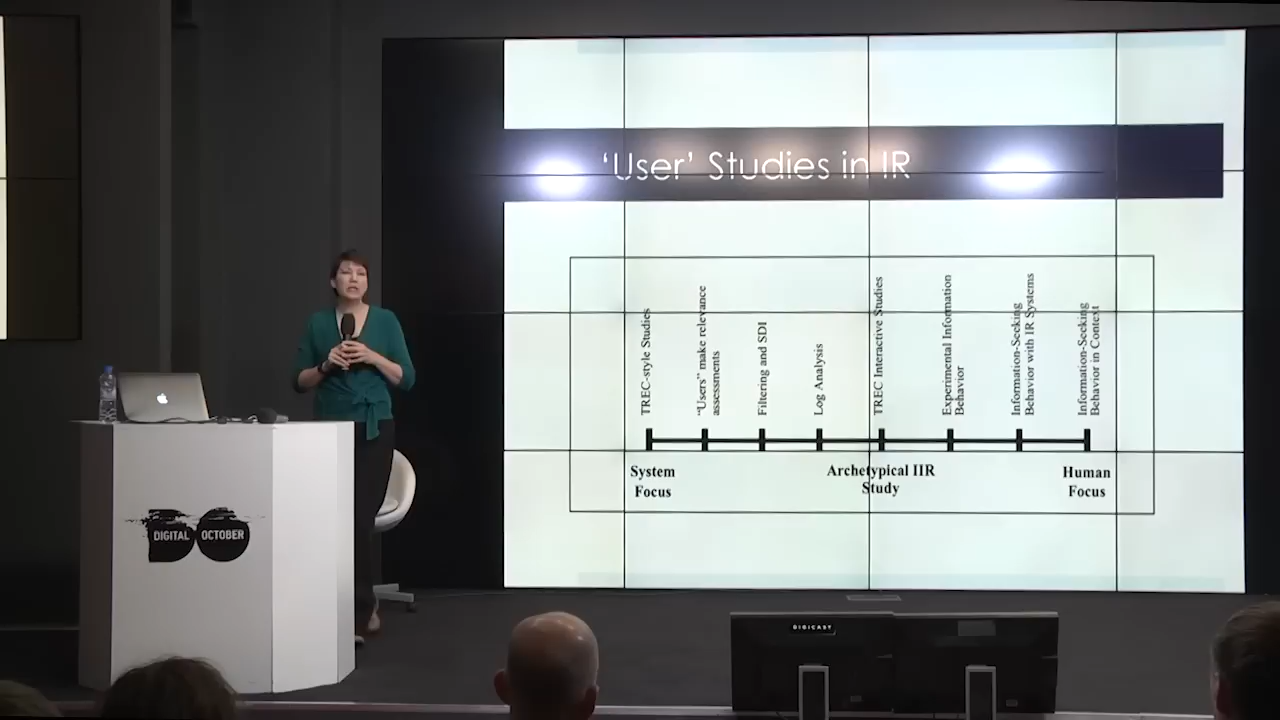 ‘User’ Studies in IR
TREC-style Studies
“Users” make relevance
assessments
Filtering and SDI
Log Analysis
TREC Interactive Studies
Experimental Information
Behavior
Information-Seeking
Behavior with IR Systems
Information-Seeking
Behavior in Context
System
Focus
Archetypical IIR
Study
Human
Focus
DIGITAL OCTOBER
DIGICAST